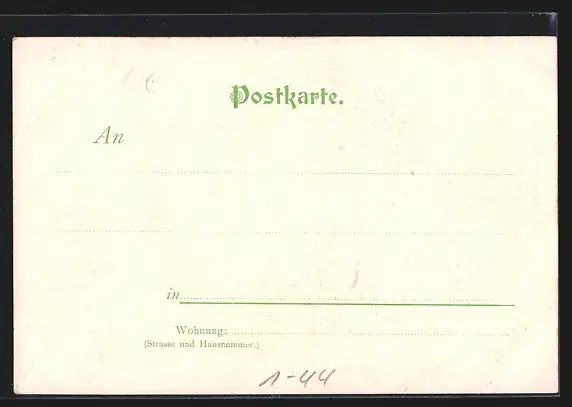 Postkarte.
An
in
Wohnung:
(Strasse und Hausnummer.)
1-44